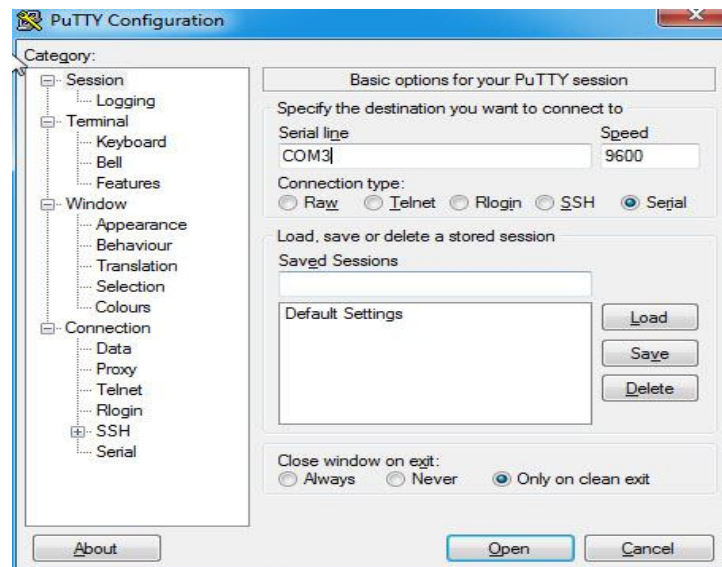 PuTTY Configuration
Category:
Session
Logging
Terminal
Keyboard
Bell
Features
Window
Appearance
Behaviour
Translation
Selection
Colours
Connection
Data
Proxy
Telnet
Rlogin
SSH
Serial
Basic options for your PuTTY session
Specify the destination you want to connect to
Serial line Speed
COM3 9600
Connection type:
Raw Telnet Rlogin SSH Serial
Load, save or delete a stored session
Saved Sessions
Default Settings
Load
Save
Delete
Close window on exit:
Always Never Only on clean exit
About Open Cancel